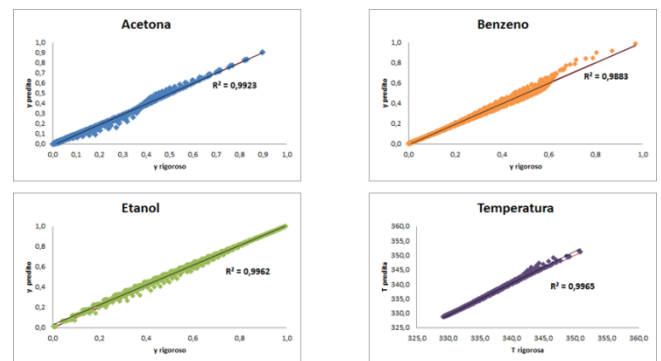 Acetona
1,0
0,9
0,8
0,7
0,6
0,5
0,4
0,3
0,2
0,1
0,0
y predito
R² = 0,9923
0,0 0,1 0,2 0,3 0,4 0,5 0,6 0,7 0,8 0,9 1,0
y rigoroso
Benzeno
1,0
0,8
0,6
0,4
0,2
0,0
y predito
R² = 0,9883
0,0 0,2 0,4 0,6 0,8 1,0
y rigoroso
Etanol
1,0
0,8
0,6
0,4
0,2
0,0
y predito
R² = 0,9962
0,0 0,2 0,4 0,6 0,8 1,0
y rigoroso
Temperatura
360,0
355,0
350,0
345,0
340,0
335,0
330,0
325,0
T predito
R² = 0,9965
325,0 330,0 335,0 340,0 345,0 350,0 355,0 360,0
T rigorosa